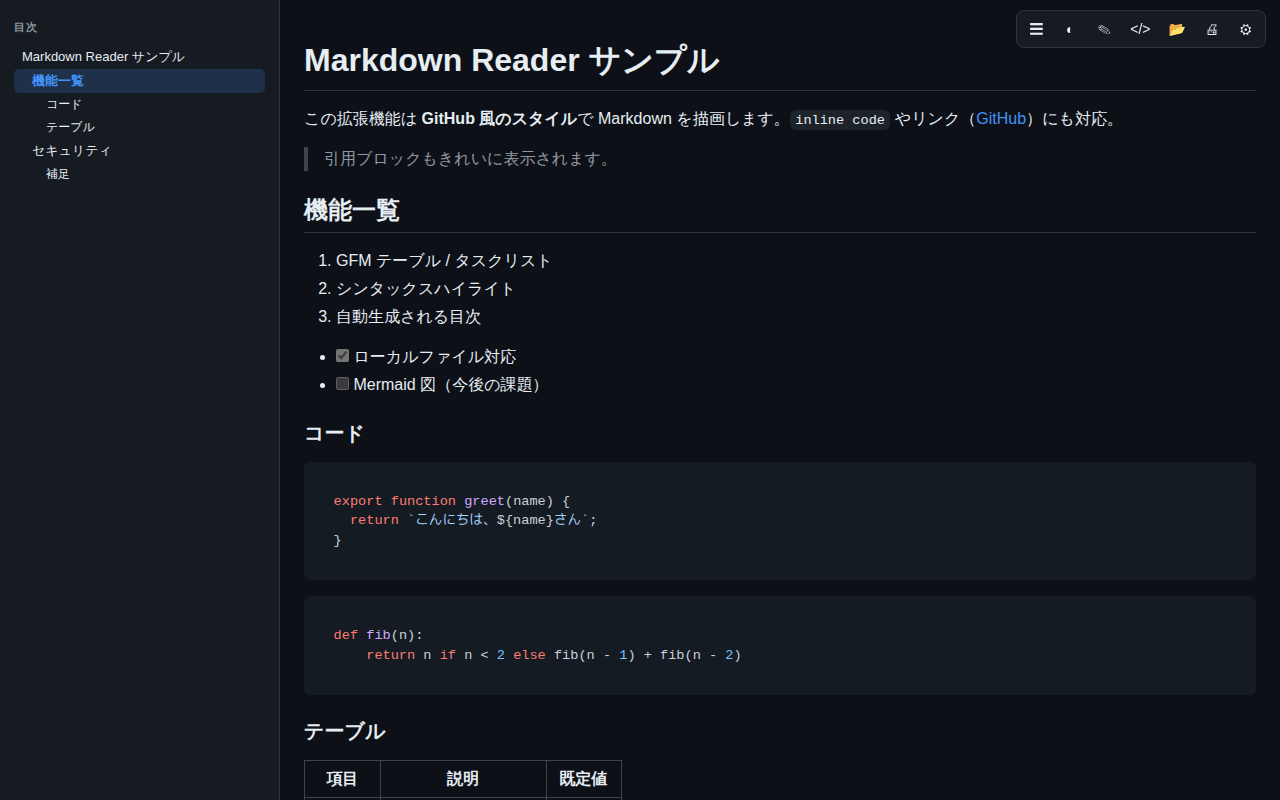 目次
Markdown Reader サンプル
機能一覧
コード
テーブル
セキュリティ
補足
</>
Markdown Reader サンプル
この拡張機能は GitHub 風のスタイルで Markdown を描画します。inline code やリンク（GitHub）にも対応。
引用ブロックもきれいに表示されます。
機能一覧
1. GFM テーブル / タスクリスト
2. シンタックスハイライト
3. 自動生成される目次
ローカルファイル対応
Mermaid 図（今後の課題）
コード
export function greet(name) {
  return `こんにちは、${name}さん`;
}
def fib(n):
    return n if n < 2 else fib(n - 1) + fib(n - 2)
テーブル
項目 説明 既定値